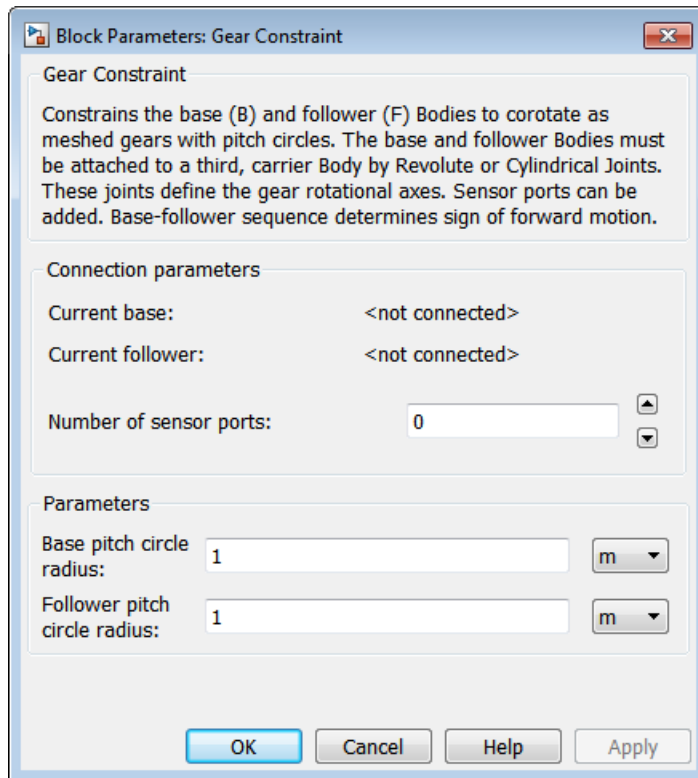 Block Parameters: Gear Constraint
Gear Constraint
Constrains the base (B) and follower (F) Bodies to corotate as
meshed gears with pitch circles. The base and follower Bodies must
be attached to a third, carrier Body by Revolute or Cylindrical Joints.
These joints define the gear rotational axes. Sensor ports can be
added. Base-follower sequence determines sign of forward motion.
Connection parameters
Current base: <not connected>
Current follower: <not connected>
Number of sensor ports: 0
Parameters
Base pitch circle
radius: 1 m
Follower pitch
circle radius: 1 m
OK Cancel Help Apply